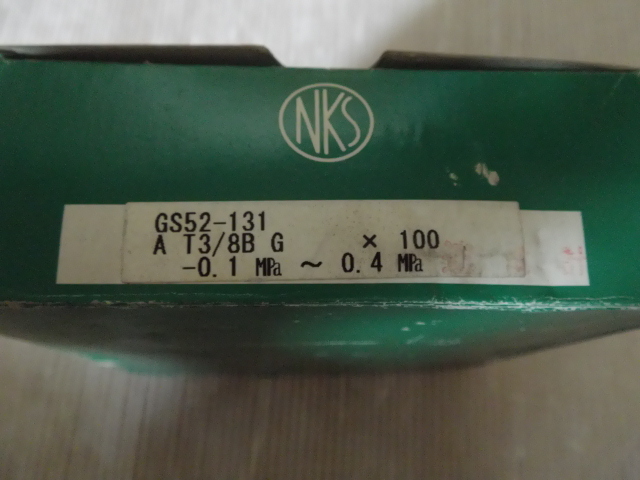 NKS
GS52-131
A T3/8B G × 100
-0.1 MPa ～ 0.4 MPa